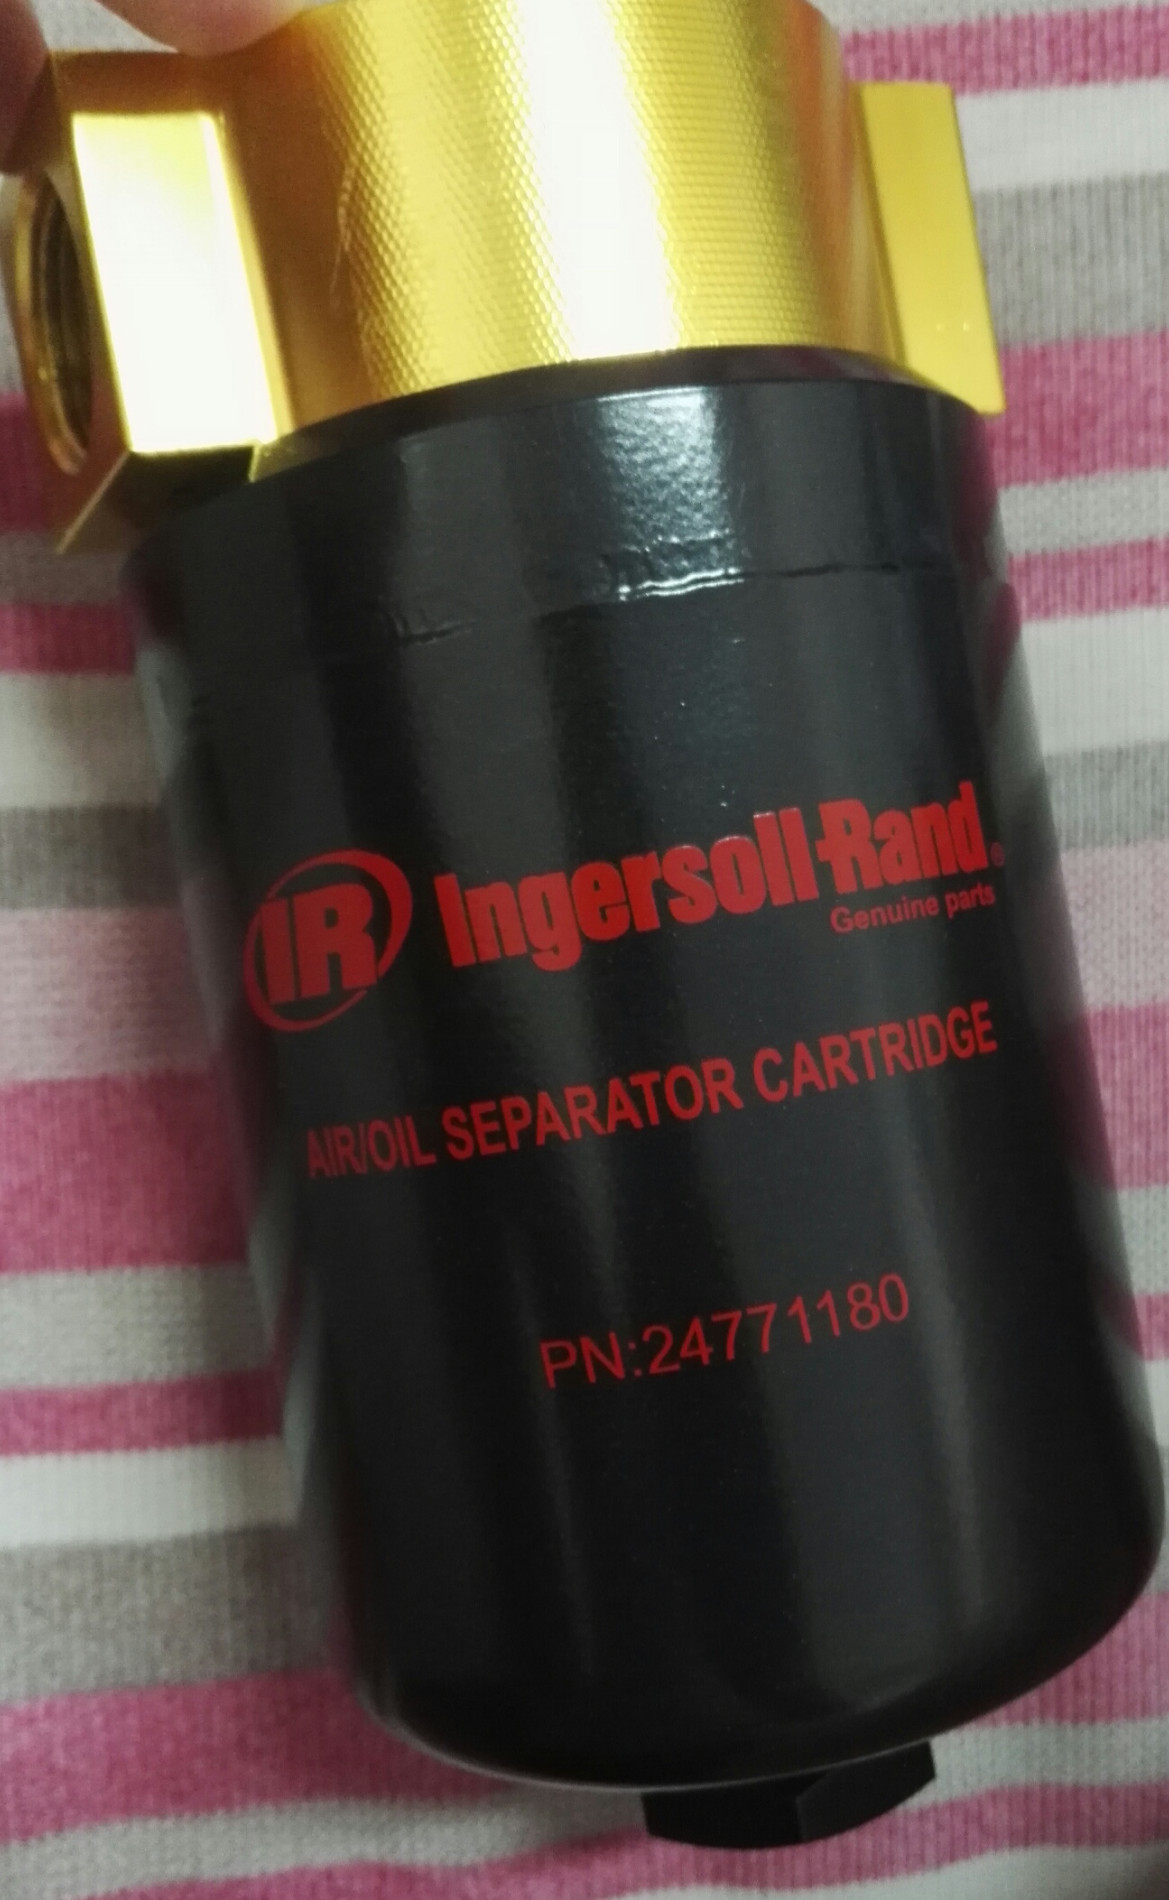 IR Ingersoll-Rand®
Genuine parts
AIR/OIL SEPARATOR CARTRIDGE
PN:24771180